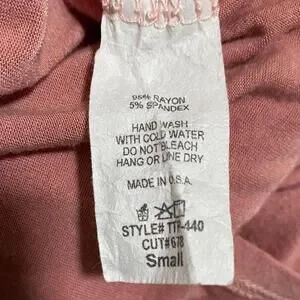 95% RAYON
5% SPANDEX
HAND WASH
WITH COLD WATER
DO NOT BLEACH
HANG OR LINE DRY
MADE IN U.S.A.
STYLE# TTP-440
CUT# 678
Small